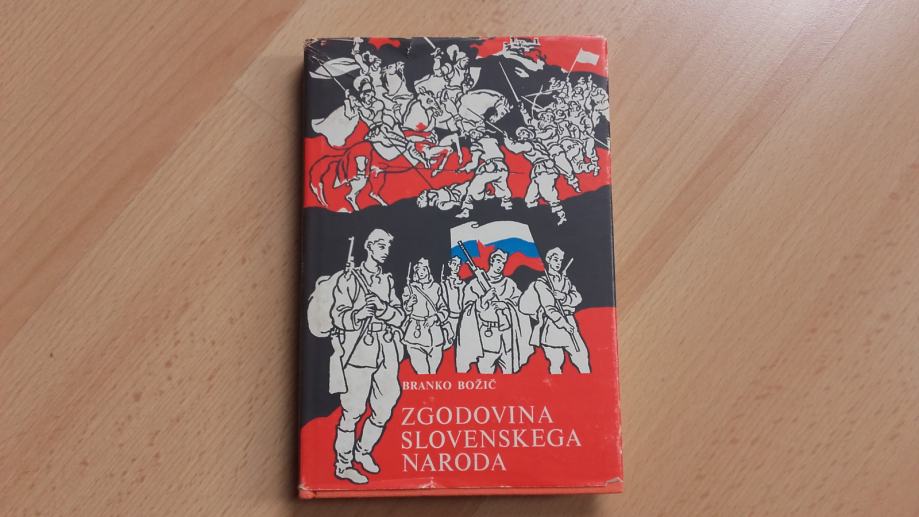 BRANKO BOŽIČ
ZGODOVINA
SLOVENSKEGA
NARODA